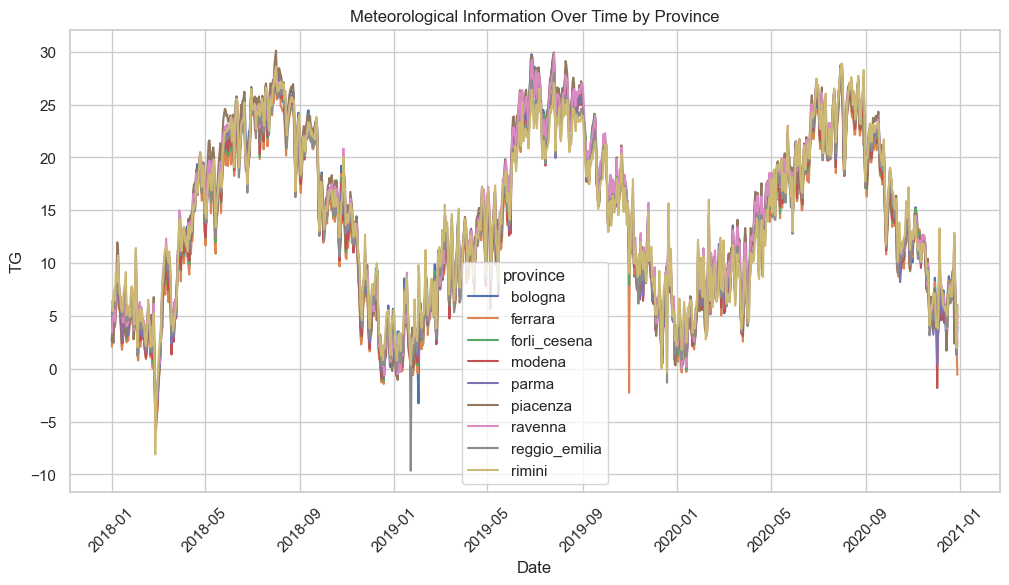 Meteorological Information Over Time by Province
TG
30
25
20
15
10
5
0
−5
−10
province
bologna
ferrara
forli_cesena
modena
parma
piacenza
ravenna
reggio_emilia
rimini
2018-01
2018-05
2018-09
2019-01
2019-05
2019-09
2020-01
2020-05
2020-09
2021-01
Date